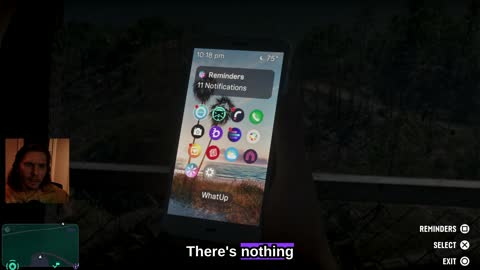 10:18 pm
75°
Reminders
11 Notifications
WhatUp
There's nothing
REMINDERS
SELECT
EXIT